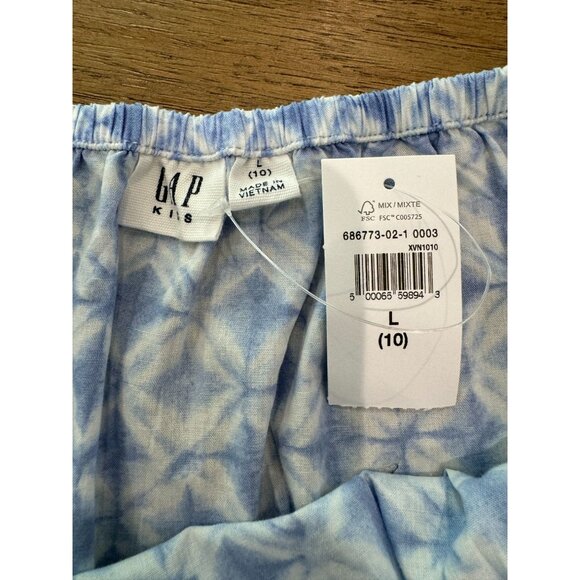 GAP
KIDS
L
(10)
MADE IN
VIETNAM
MIX / MIXTE
FSC
FSC™ C005725
686773-02-1 0003
XVN1010
5 00065 59894 3
L
(10)